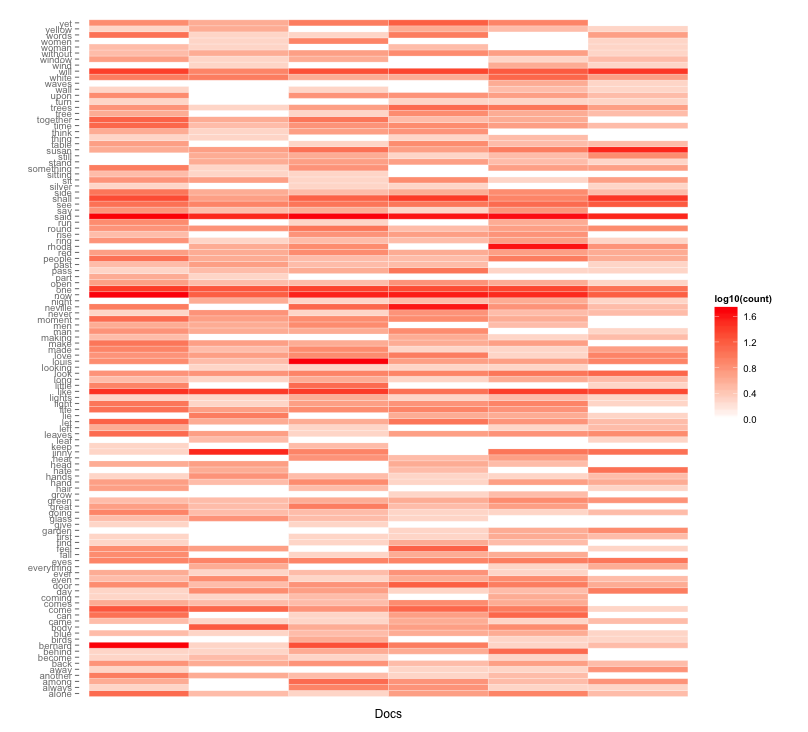 yet
yellow
words
women
woman
without
window
wind
will
white
waves
wall
upon
turn
trees
tree
together
time
think
thing
table
susan
still
stand
something
sitting
sit
silver
side
shall
see
say
said
run
round
rise
ring
rhoda
red
people
past
pass
part
open
one
now
night
neville
never
moment
men
man
making
make
made
love
louis
looking
look
long
little
like
lights
light
life
lie
let
left
leaves
leaf
keep
jinny
hear
head
hate
hands
hand
hair
grow
green
great
going
glass
give
garden
first
find
feel
fall
eyes
everything
ever
even
door
day
coming
comes
come
can
came
body
blue
birds
bernard
behind
become
back
away
another
among
always
alone
Docs
log10(count)
1.6
1.2
0.8
0.4
0.0